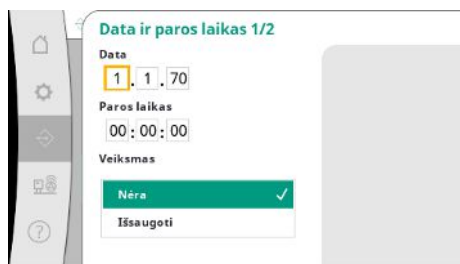 Data ir paros laikas 1/2
Data
1.1.70
Paros laikas
00:00:00
Veiksmas
Nėra
Išsaugoti
?